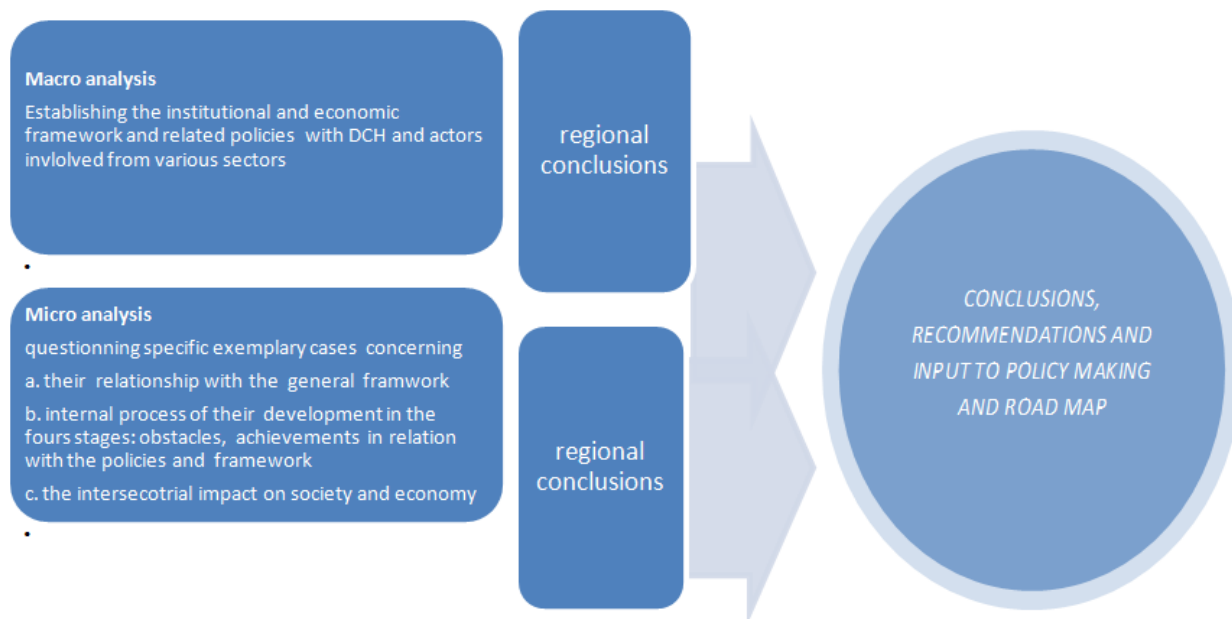 Macro analysis
Establishing the institutional and economic
framework and related policies with DCH and actors
invlolved from various sectors
regional
conclusions
Micro analysis
questionning specific exemplary cases concerning
a. their relationship with the general framwork
b. internal process of their development in the
fours stages: obstacles, achievements in relation
with the policies and framework
c. the intersecotrial impact on society and economy
regional
conclusions
CONCLUSIONS,
RECOMMENDATIONS AND
INPUT TO POLICY MAKING
AND ROAD MAP